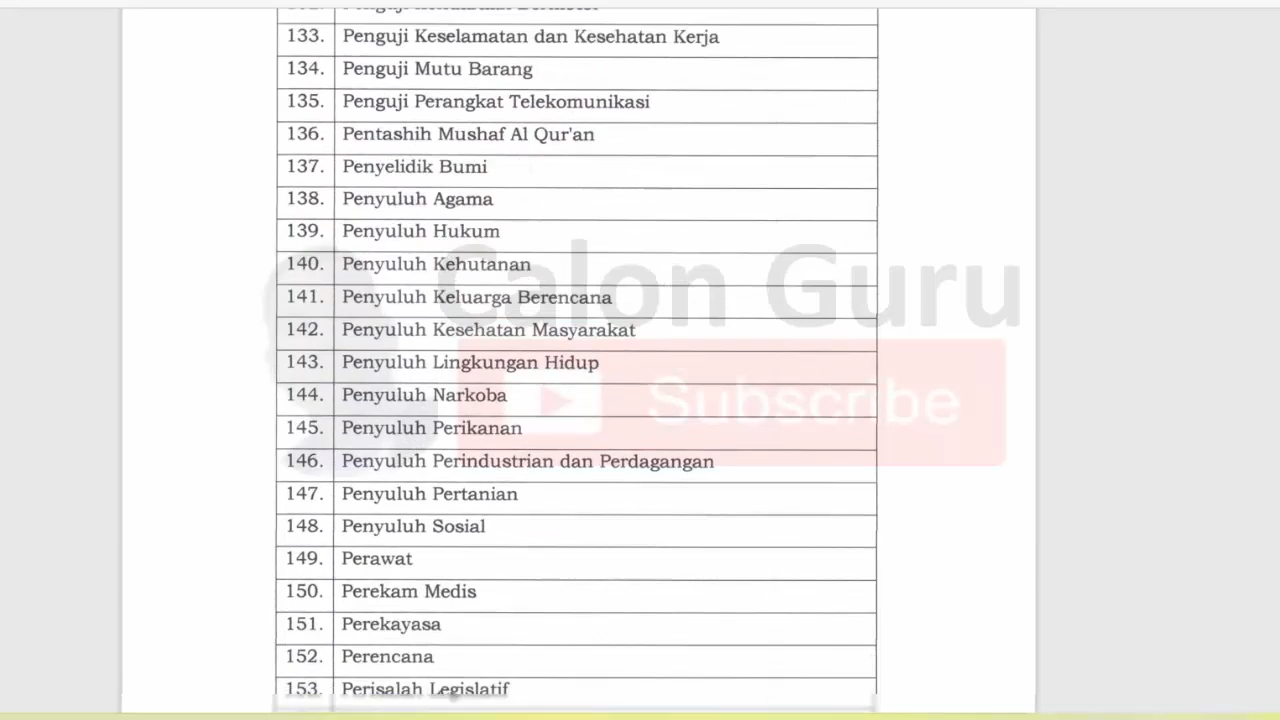 133. Penguji Keselamatan dan Kesehatan Kerja
134. Penguji Mutu Barang
135. Penguji Perangkat Telekomunikasi
136. Pentashih Mushaf Al Qur'an
137. Penyelidik Bumi
138. Penyuluh Agama
139. Penyuluh Hukum
140. Penyuluh Kehutanan
141. Penyuluh Keluarga Berencana
142. Penyuluh Kesehatan Masyarakat
143. Penyuluh Lingkungan Hidup
144. Penyuluh Narkoba
145. Penyuluh Perikanan
146. Penyuluh Perindustrian dan Perdagangan
147. Penyuluh Pertanian
148. Penyuluh Sosial
149. Perawat
150. Perekam Medis
151. Perekayasa
152. Perencana
153. Perisalah Legislatif
Calon Guru
Subscribe